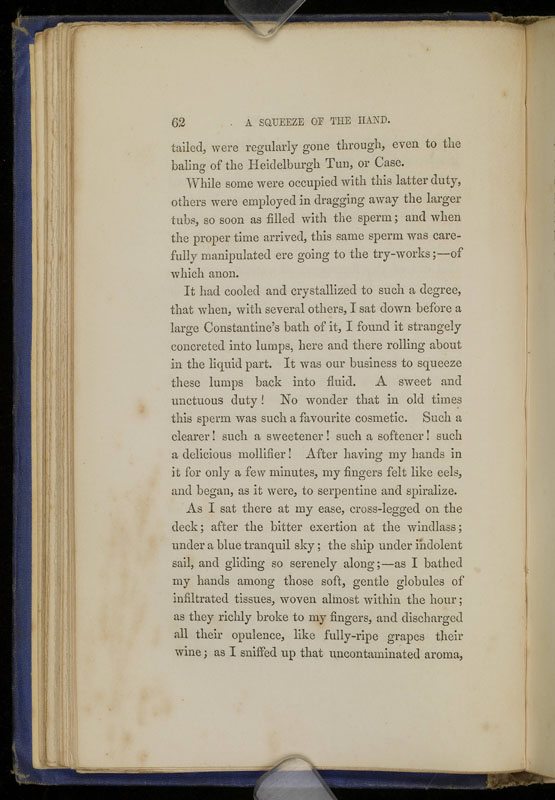 62 A SQUEEZE OF THE HAND.
tailed, were regularly gone through, even to the
baling of the Heidelburgh Tun, or Case.
While some were occupied with this latter duty,
others were employed in dragging away the larger
tubs, so soon as filled with the sperm; and when
the proper time arrived, this same sperm was care-
fully manipulated ere going to the try-works;—of
which anon.
It had cooled and crystallized to such a degree,
that when, with several others, I sat down before a
large Constantine's bath of it, I found it strangely
concreted into lumps, here and there rolling about
in the liquid part. It was our business to squeeze
these lumps back into fluid. A sweet and
unctuous duty! No wonder that in old times
this sperm was such a favourite cosmetic. Such a
clearer! such a sweetener! such a softener! such
a delicious mollifier! After having my hands in
it for only a few minutes, my fingers felt like eels,
and began, as it were, to serpentine and spiralize.
As I sat there at my ease, cross-legged on the
deck; after the bitter exertion at the windlass;
under a blue tranquil sky; the ship under indolent
sail, and gliding so serenely along;—as I bathed
my hands among those soft, gentle globules of
infiltrated tissues, woven almost within the hour;
as they richly broke to my fingers, and discharged
all their opulence, like fully-ripe grapes their
wine; as I sniffed up that uncontaminated aroma,